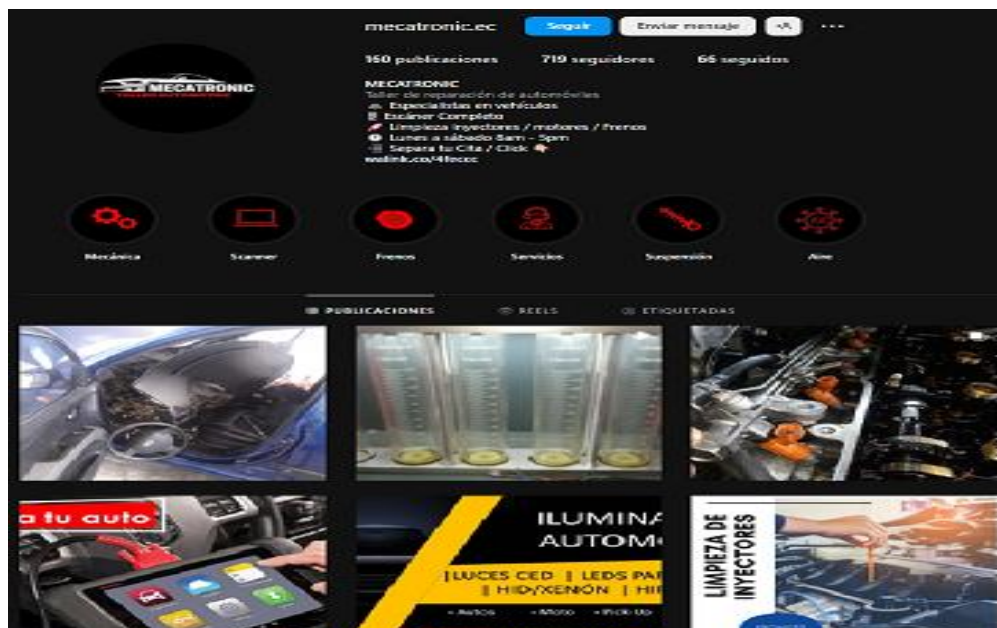 mecatronic.ec Seguir Enviar mensaje
160 publicaciones 719 seguidores 66 seguidos
MECATRONIC
Taller de reparación de automóviles
Especialistas en vehículos
Escáner Completo
Limpieza Inyectores / motores / Frenos
Lunes a sábado 8am - 5pm
Separa tu Cita / Click
MECATRONIC
TALLER AUTOMOTRIZ
Mecánica Scanner Frenos Servicios Suspensión Aire
PUBLICACIONES REELS ETIQUETADAS
a tu auto
ILUMINA
AUTOM
LUCES CED | LEDS PA
| HID/XENÓN | HI
• Autos • Moto • Pick-Up
LIMPIEZA DE
INYECTORES